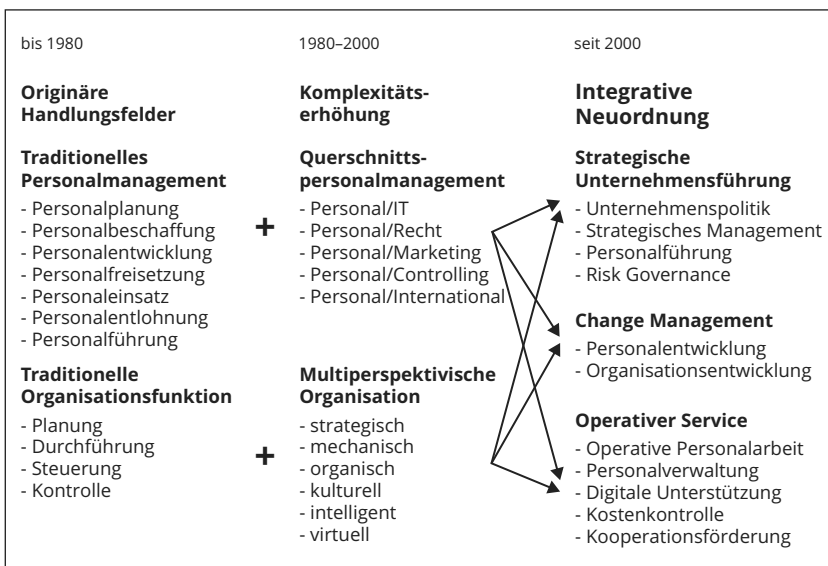 bis 1980
Originäre
Handlungsfelder
Traditionelles
Personalmanagement
- Personalplanung
- Personalbeschaffung
- Personalentwicklung
- Personalfreisetzung
- Personaleinsatz
- Personalentlohnung
- Personalführung
Traditionelle
Organisationsfunktion
- Planung
- Durchführung
- Steuerung
- Kontrolle
+
+
1980–2000
Komplexitäts-
erhöhung
Querschnitts-
personalmanagement
- Personal/IT
- Personal/Recht
- Personal/Marketing
- Personal/Controlling
- Personal/International
Multiperspektivische
Organisation
- strategisch
- mechanisch
- organisch
- kulturell
- intelligent
- virtuell
seit 2000
Integrative
Neuordnung
Strategische
Unternehmensführung
- Unternehmenspolitik
- Strategisches Management
- Personalführung
- Risk Governance
Change Management
- Personalentwicklung
- Organisationsentwicklung
Operativer Service
- Operative Personalarbeit
- Personalverwaltung
- Digitale Unterstützung
- Kostenkontrolle
- Kooperationsförderung